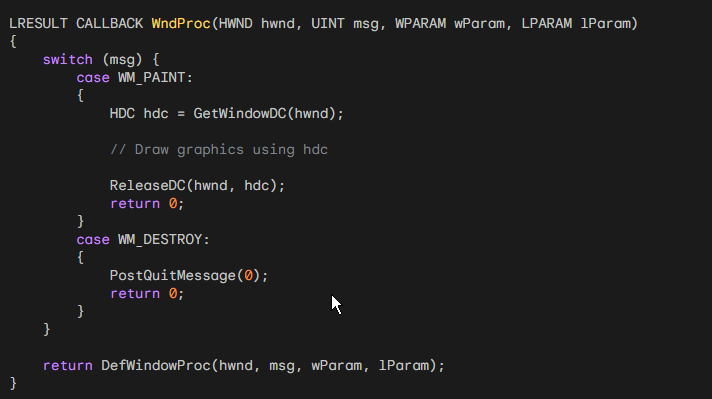 LRESULT CALLBACK WndProc(HWND hwnd, UINT msg, WPARAM wParam, LPARAM lParam)
{
    switch (msg) {
        case WM_PAINT:
        {
            HDC hdc = GetWindowDC(hwnd);

            // Draw graphics using hdc

            ReleaseDC(hwnd, hdc);
            return 0;
        }
        case WM_DESTROY:
        {
            PostQuitMessage(0);
            return 0;
        }
    }

    return DefWindowProc(hwnd, msg, wParam, lParam);
}